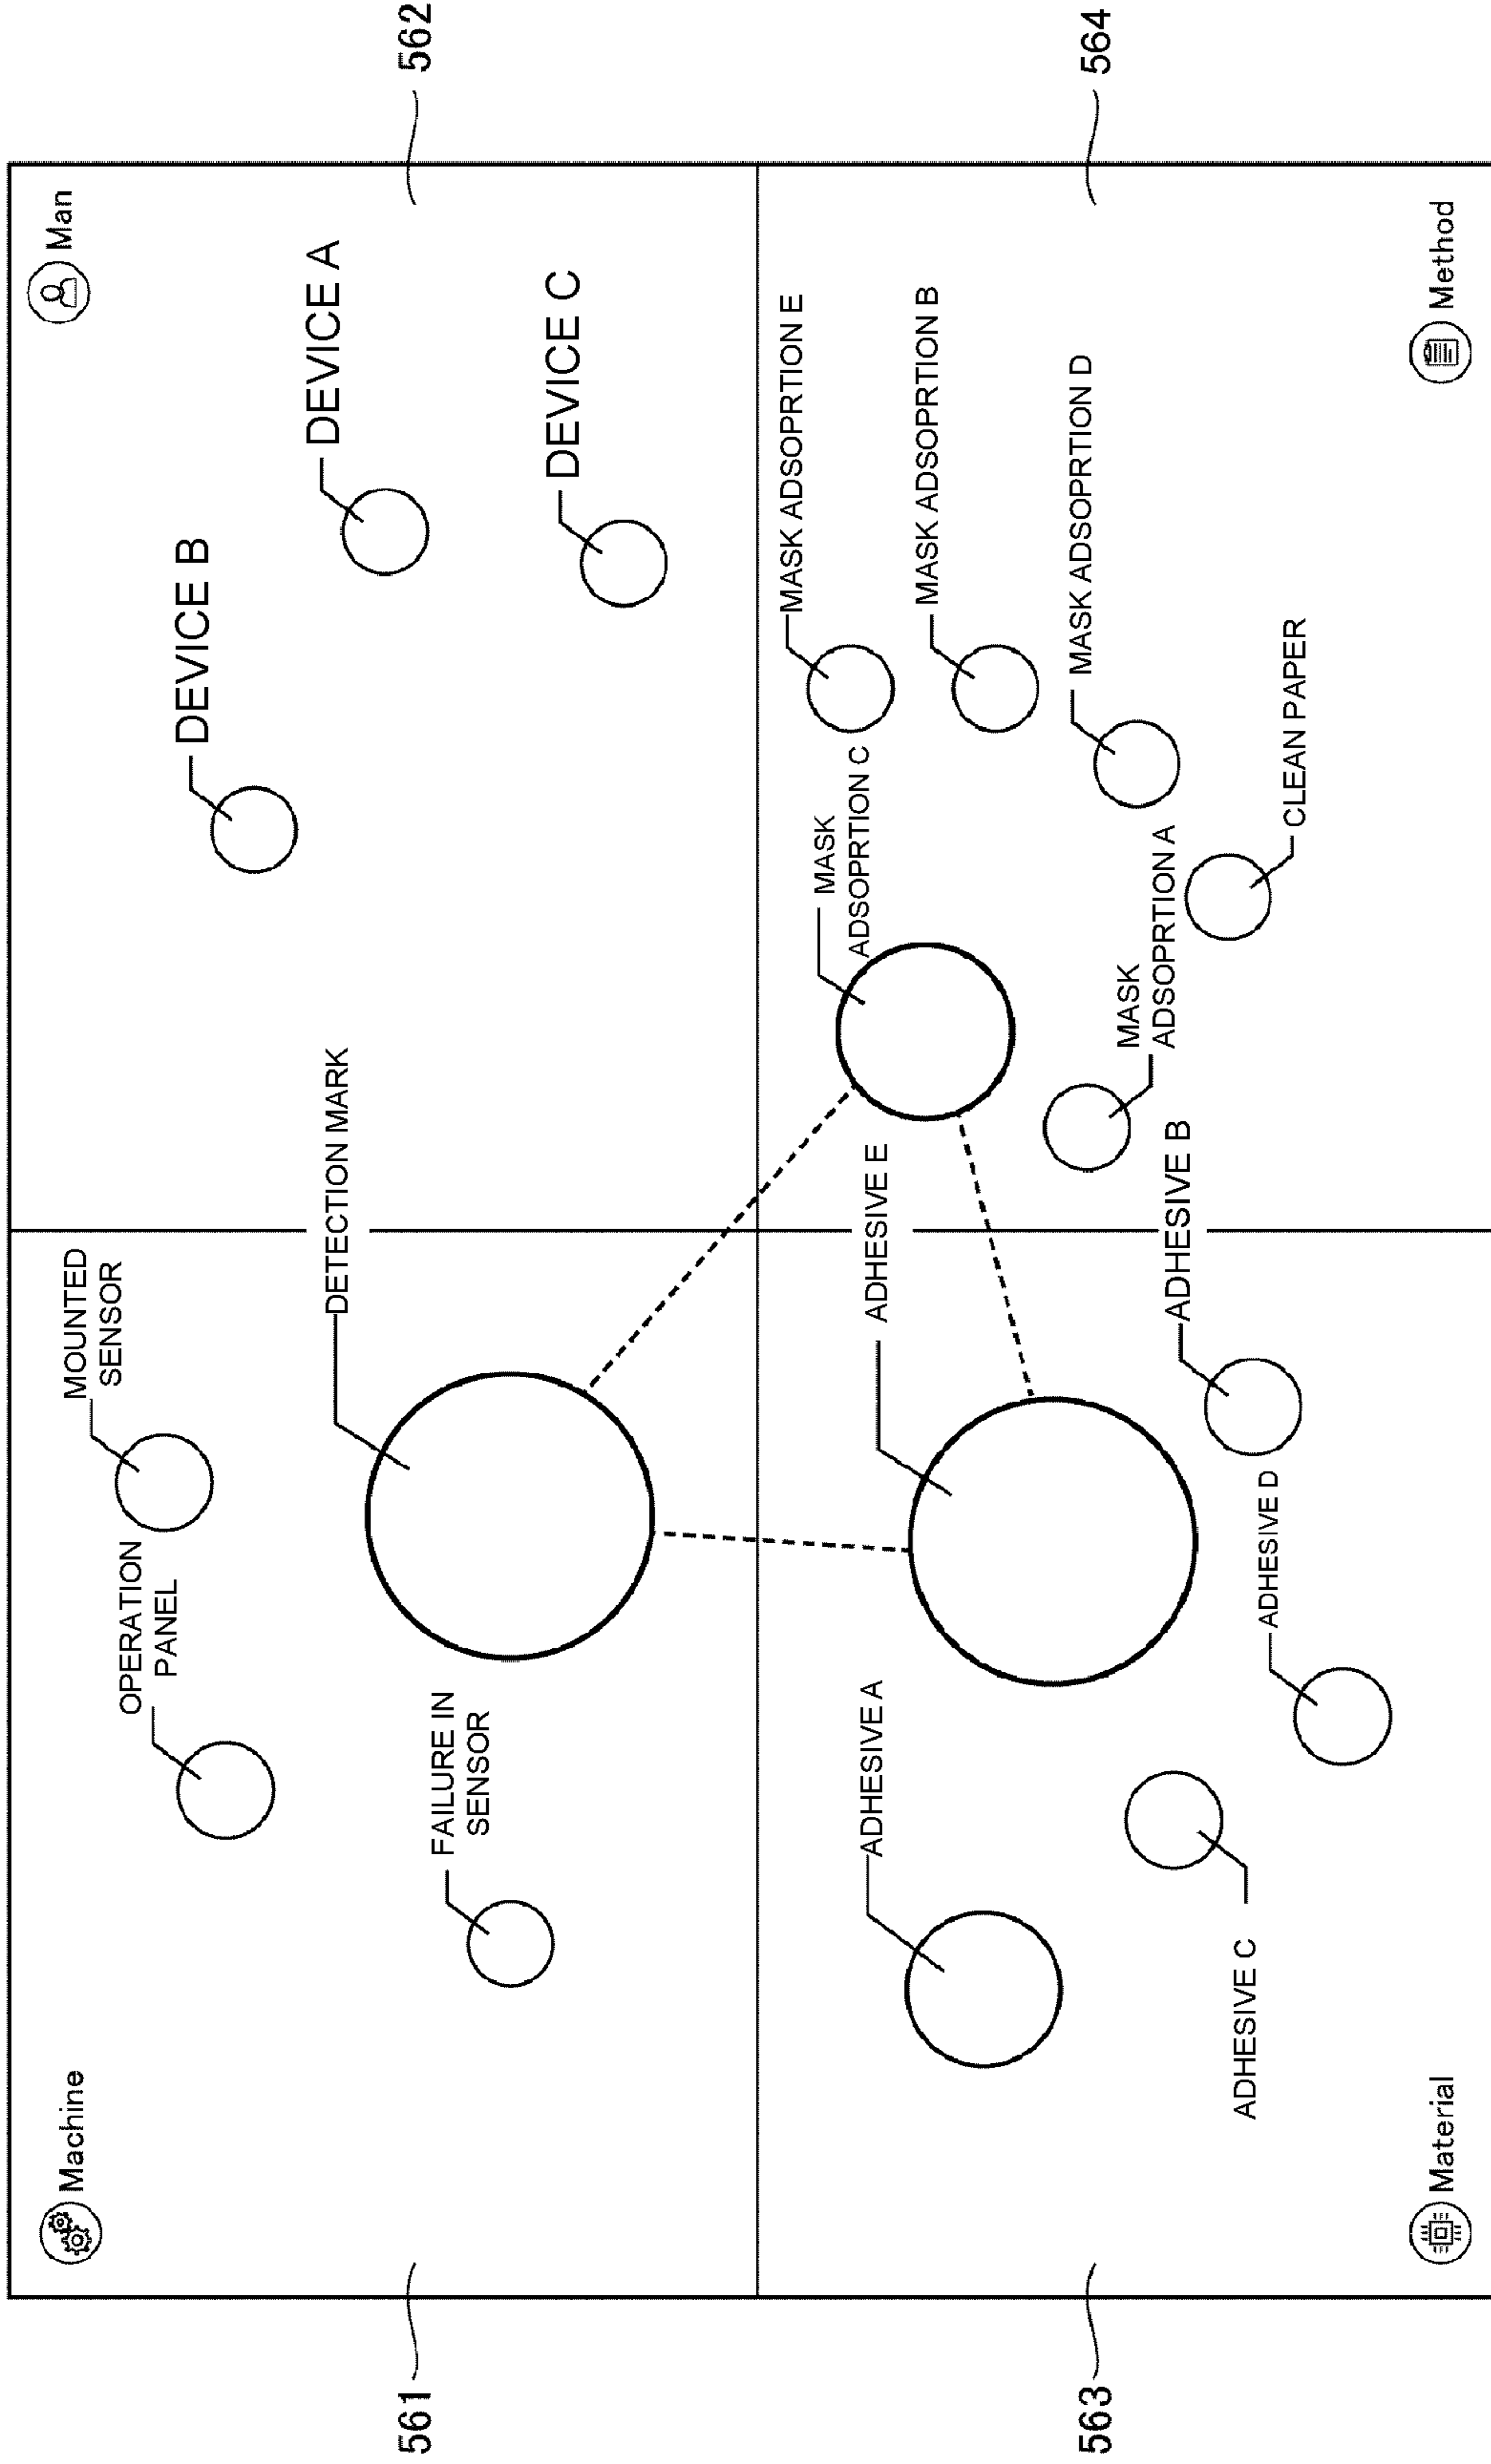 561
Machine
OPERATION
PANEL
MOUNTED
SENSOR
DETECTION MARK
FAILURE IN
SENSOR
562
Man
DEVICE B
DEVICE A
DEVICE C
563
ADHESIVE A
ADHESIVE E
ADHESIVE B
ADHESIVE C
ADHESIVE D
Material
564
MASK ADSOPRTION E
MASK
ADSOPRTION C
MASK ADSOPRTION B
MASK ADSOPRTION D
MASK
ADSOPRTION A
CLEAN PAPER
Method